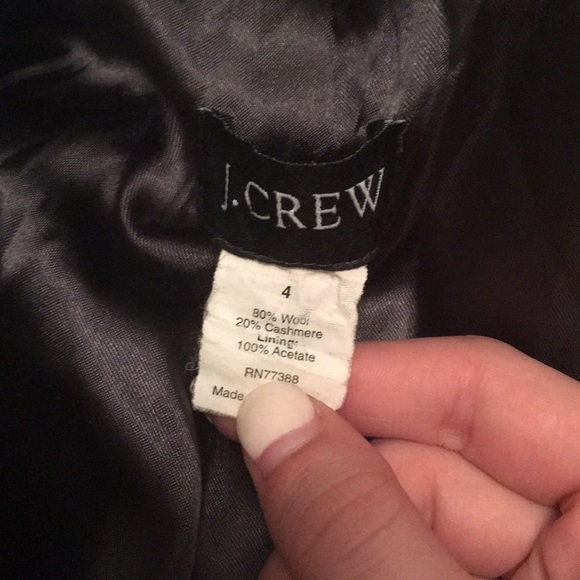 J.CREW
4
80% Wool
20% Cashmere
Lining:
100% Acetate
RN77388
Made